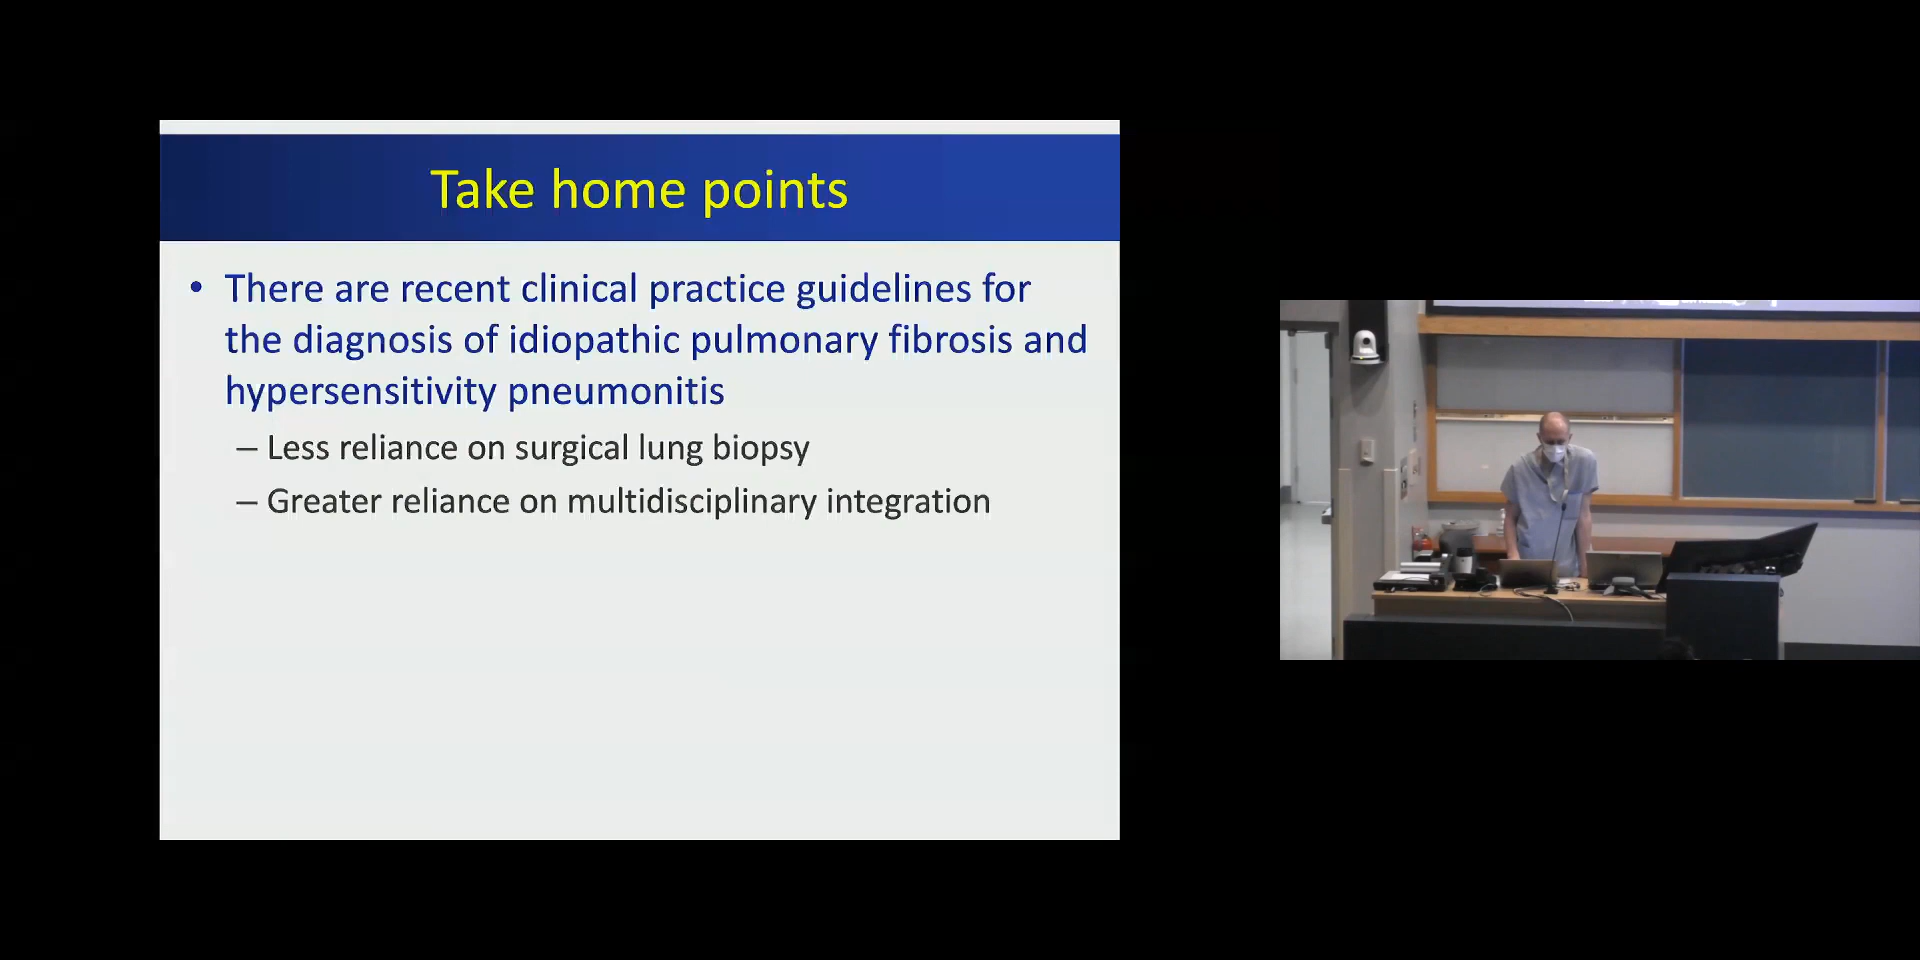 Take home points
• There are recent clinical practice guidelines for
the diagnosis of idiopathic pulmonary fibrosis and
hypersensitivity pneumonitis
– Less reliance on surgical lung biopsy
– Greater reliance on multidisciplinary integration